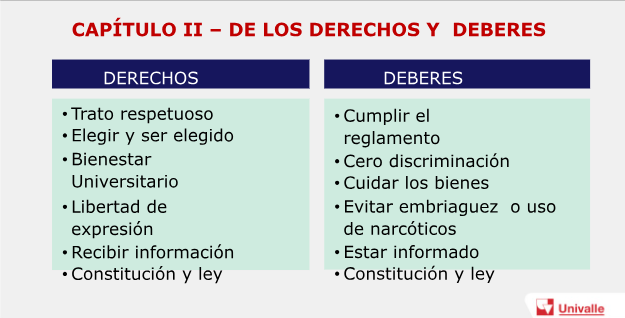 CAPÍTULO II – DE LOS DERECHOS Y  DEBERES
DERECHOS
• Trato respetuoso
• Elegir y ser elegido
• Bienestar
Universitario
• Libertad de
expresión
• Recibir información
• Constitución y ley
DEBERES
• Cumplir el
reglamento
• Cero discriminación
• Cuidar los bienes
• Evitar embriaguez  o uso
de narcóticos
• Estar informado
• Constitución y ley
Univalle